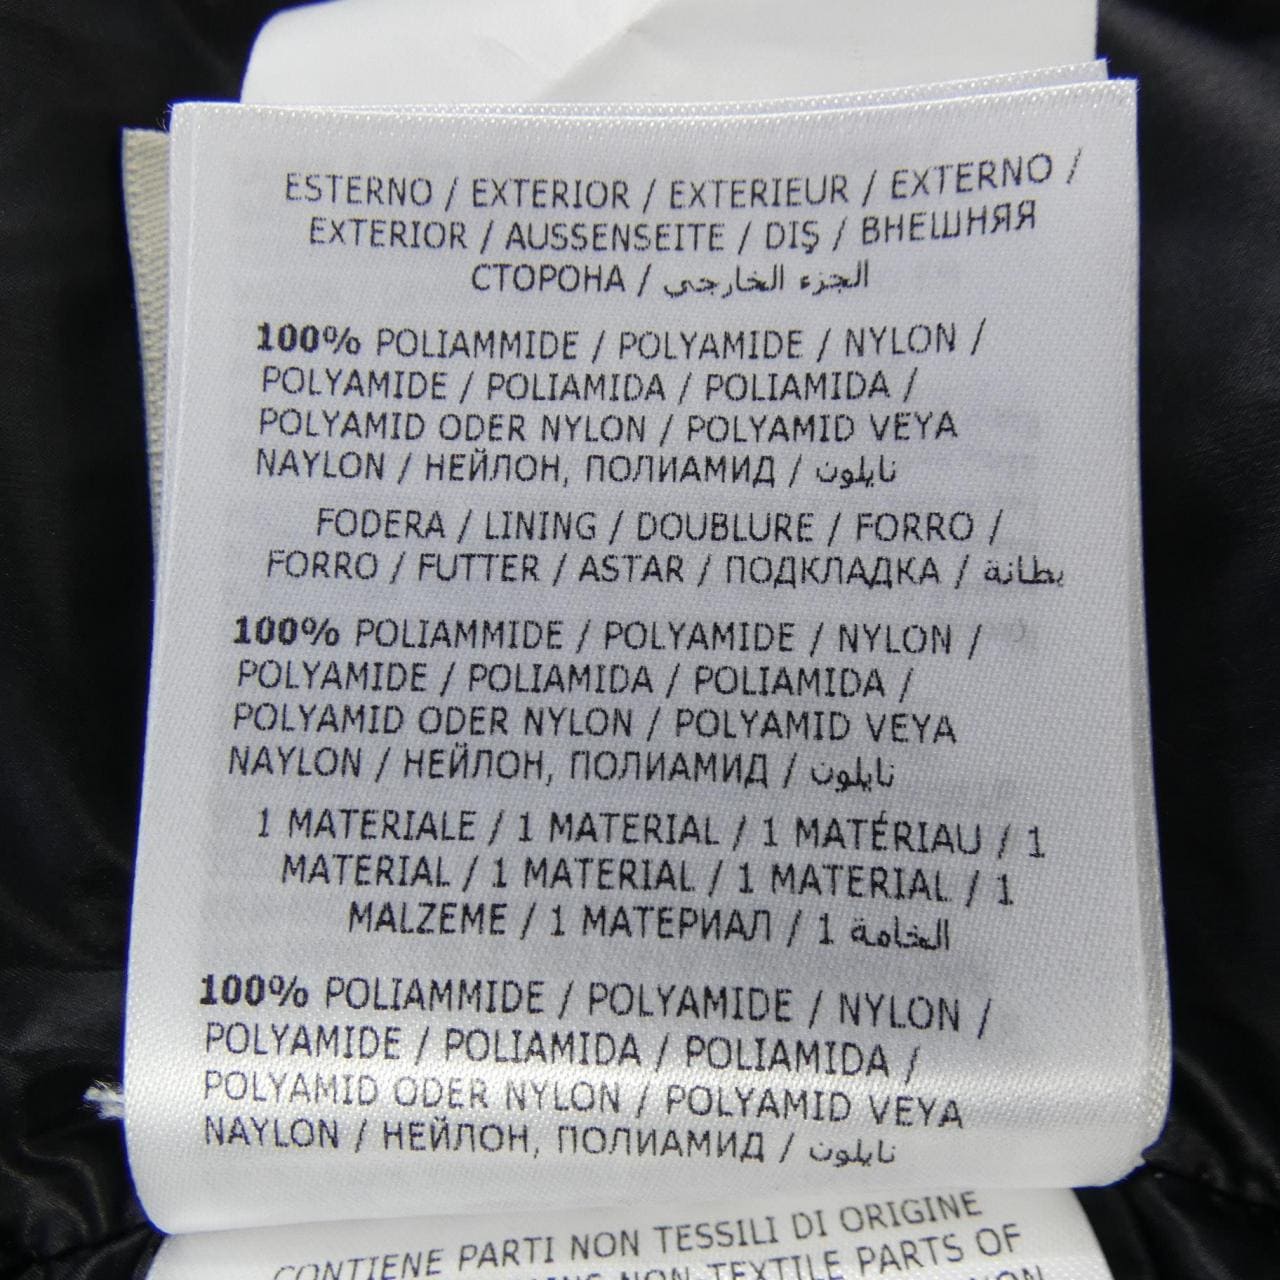 ESTERNO / EXTERIOR / EXTERIEUR / EXTERNO /
EXTERIOR / AUSSENSEITE / DIŞ / ВНЕШНЯЯ
СТОРОНА / الجزء الخارجي
100% POLIAMMIDE / POLYAMIDE / NYLON /
POLYAMIDE / POLIAMIDA / POLIAMIDA /
POLYAMID ODER NYLON / POLYAMID VEYA
NAYLON / НЕЙЛОН, ПОЛИАМИД / نايلون
FODERA / LINING / DOUBLURE / FORRO /
FORRO / FUTTER / ASTAR / ПОДКЛАДКА / بطانة
100% POLIAMMIDE / POLYAMIDE / NYLON /
POLYAMIDE / POLIAMIDA / POLIAMIDA /
POLYAMID ODER NYLON / POLYAMID VEYA
NAYLON / НЕЙЛОН, ПОЛИАМИД / نايلون
1 MATERIALE / 1 MATERIAL / 1 MATÉRIAU / 1
MATERIAL / 1 MATERIAL / 1 MATERIAL / 1
MALZEME / 1 МАТЕРИАЛ / 1 الخامة
100% POLIAMMIDE / POLYAMIDE / NYLON /
POLYAMIDE / POLIAMIDA / POLIAMIDA /
POLYAMID ODER NYLON / POLYAMID VEYA
NAYLON / НЕЙЛОН, ПОЛИАМИД / نايلون
CONTIENE PARTI NON TESSILI DI ORIGINE
NON-TEXTILE PARTS OF